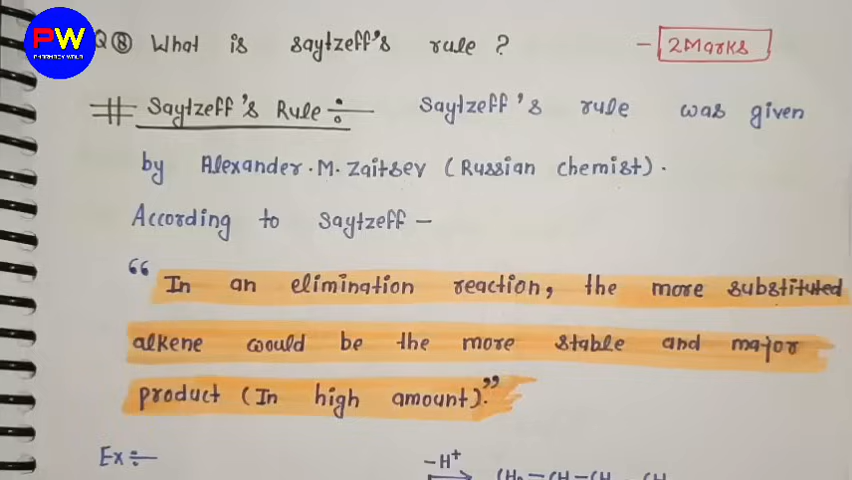 PW
PHARMACY WALA
Q⑧ What is saytzeff's rule ? - 2Marks
# Saytzeff's Rule ÷ Saytzeff's rule was given
by Alexander.M.Zaitsev (Russian chemist).
According to Saytzeff -
"In an elimination reaction, the more substituted
alkene would be the more stable and major
product (In high amount)."
Ex ÷
-H⁺